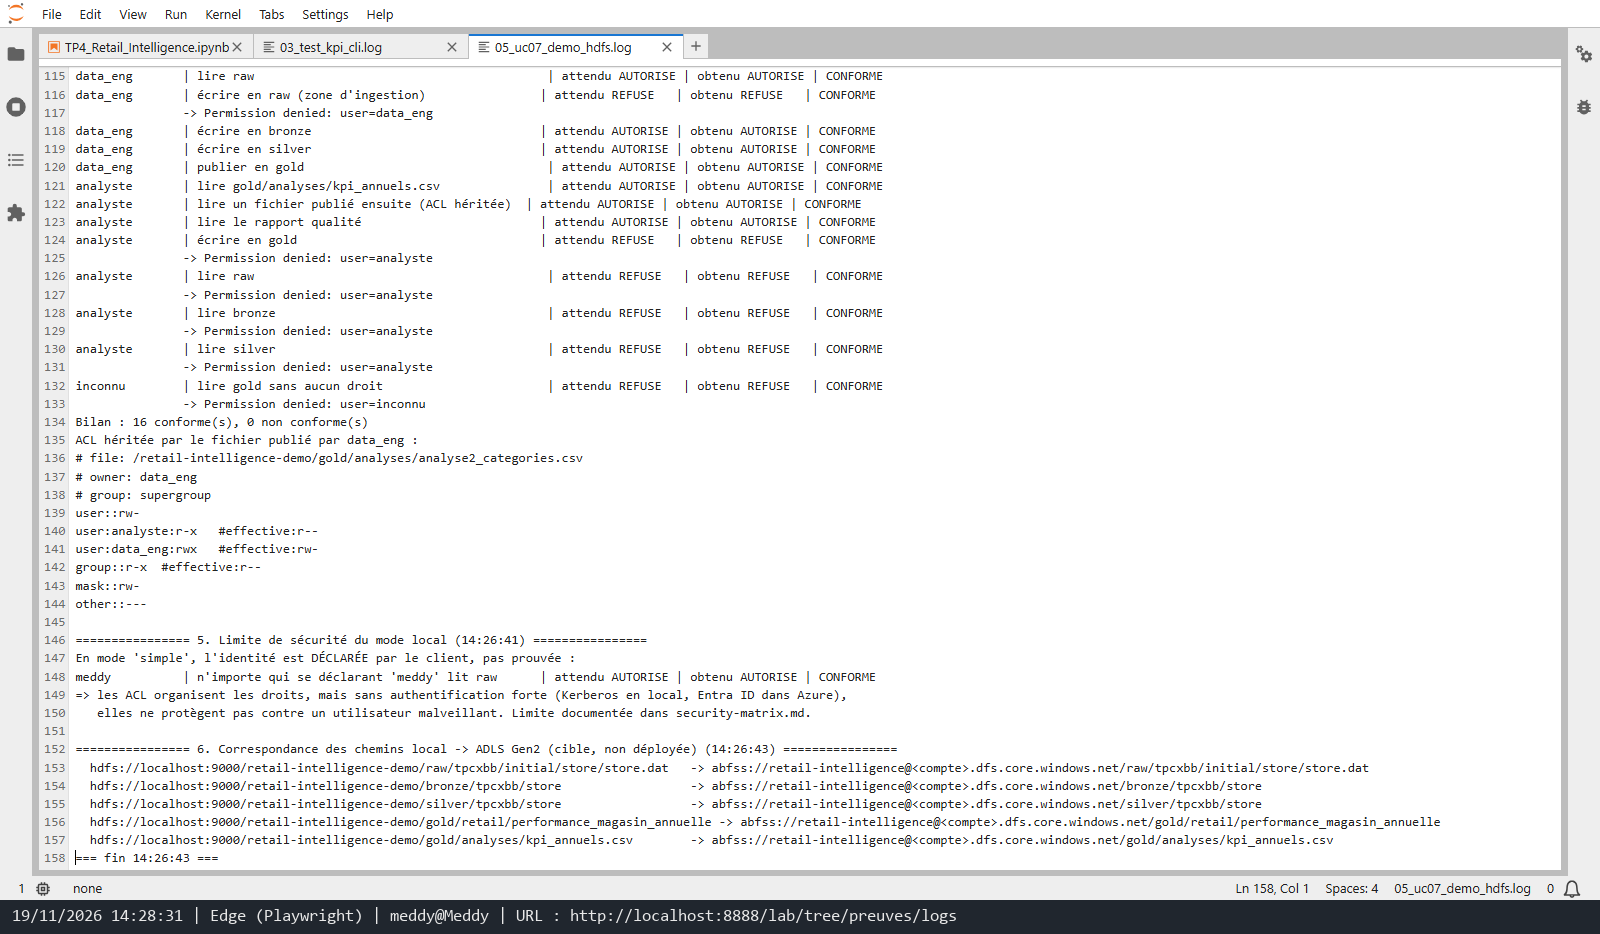 File Edit View Run Kernel Tabs Settings Help
TP4_Retail_Intelligence.ipynb 03_test_kpi_cli.log 05_uc07_demo_hdfs.log
115 data_eng | lire raw | attendu AUTORISE | obtenu AUTORISE | CONFORME
116 data_eng | écrire en raw (zone d'ingestion) | attendu REFUSE | obtenu REFUSE | CONFORME
117 -> Permission denied: user=data_eng
118 data_eng | écrire en bronze | attendu AUTORISE | obtenu AUTORISE | CONFORME
119 data_eng | écrire en silver | attendu AUTORISE | obtenu AUTORISE | CONFORME
120 data_eng | publier en gold | attendu AUTORISE | obtenu AUTORISE | CONFORME
121 analyste | lire gold/analyses/kpi_annuels.csv | attendu AUTORISE | obtenu AUTORISE | CONFORME
122 analyste | lire un fichier publié ensuite (ACL héritée) | attendu AUTORISE | obtenu AUTORISE | CONFORME
123 analyste | lire le rapport qualité | attendu AUTORISE | obtenu AUTORISE | CONFORME
124 analyste | écrire en gold | attendu REFUSE | obtenu REFUSE | CONFORME
125 -> Permission denied: user=analyste
126 analyste | lire raw | attendu REFUSE | obtenu REFUSE | CONFORME
127 -> Permission denied: user=analyste
128 analyste | lire bronze | attendu REFUSE | obtenu REFUSE | CONFORME
129 -> Permission denied: user=analyste
130 analyste | lire silver | attendu REFUSE | obtenu REFUSE | CONFORME
131 -> Permission denied: user=analyste
132 inconnu | lire gold sans aucun droit | attendu REFUSE | obtenu REFUSE | CONFORME
133 -> Permission denied: user=inconnu
134 Bilan : 16 conforme(s), 0 non conforme(s)
135 ACL héritée par le fichier publié par data_eng :
136 # file: /retail-intelligence-demo/gold/analyses/analyse2_categories.csv
137 # owner: data_eng
138 # group: supergroup
139 user::rw-
140 user:analyste:r-x #effective:r--
141 user:data_eng:rwx #effective:rw-
142 group::r-x #effective:r--
143 mask::rw-
144 other::---
145
146 ================ 5. Limite de sécurité du mode local (14:26:41) ================
147 En mode 'simple', l'identité est DÉCLARÉE par le client, pas prouvée :
148 meddy | n'importe qui se déclarant 'meddy' lit raw | attendu AUTORISE | obtenu AUTORISE | CONFORME
149 => les ACL organisent les droits, mais sans authentification forte (Kerberos en local, Entra ID dans Azure),
150 elles ne protègent pas contre un utilisateur malveillant. Limite documentée dans security-matrix.md.
151
152 ================ 6. Correspondance des chemins local -> ADLS Gen2 (cible, non déployée) (14:26:43) ================
153 hdfs://localhost:9000/retail-intelligence-demo/raw/tpcxbb/initial/store/store.dat -> abfss://retail-intelligence@<compte>.dfs.core.windows.net/raw/tpcxbb/initial/store/store.dat
154 hdfs://localhost:9000/retail-intelligence-demo/bronze/tpcxbb/store -> abfss://retail-intelligence@<compte>.dfs.core.windows.net/bronze/tpcxbb/store
155 hdfs://localhost:9000/retail-intelligence-demo/silver/tpcxbb/store -> abfss://retail-intelligence@<compte>.dfs.core.windows.net/silver/tpcxbb/store
156 hdfs://localhost:9000/retail-intelligence-demo/gold/retail/performance_magasin_annuelle -> abfss://retail-intelligence@<compte>.dfs.core.windows.net/gold/retail/performance_magasin_annuelle
157 hdfs://localhost:9000/retail-intelligence-demo/gold/analyses/kpi_annuels.csv -> abfss://retail-intelligence@<compte>.dfs.core.windows.net/gold/analyses/kpi_annuels.csv
158 === fin 14:26:43 ===
1 none Ln 158, Col 1 Spaces: 4 05_uc07_demo_hdfs.log 0
19/11/2026 14:28:31 | Edge (Playwright) | meddy@Meddy | URL : http://localhost:8888/lab/tree/preuves/logs